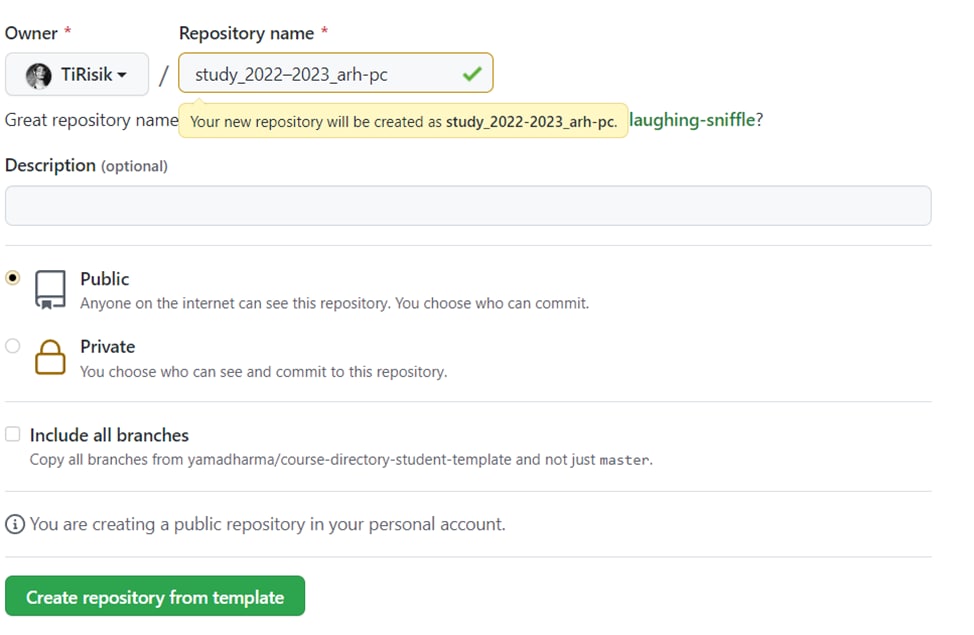 Owner * Repository name *
TiRisik / study_2022–2023_arh-pc
Great repository name Your new repository will be created as study_2022-2023_arh-pc. laughing-sniffle?
Description (optional)
Public
Anyone on the internet can see this repository. You choose who can commit.
Private
You choose who can see and commit to this repository.
Include all branches
Copy all branches from yamadharma/course-directory-student-template and not just master.
You are creating a public repository in your personal account.
Create repository from template